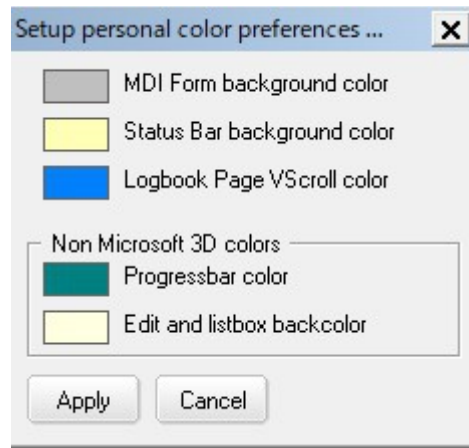 Setup personal color preferences ...
MDI Form background color
Status Bar background color
Logbook Page VScroll color
Non Microsoft 3D colors
Progressbar color
Edit and listbox backcolor
Apply Cancel